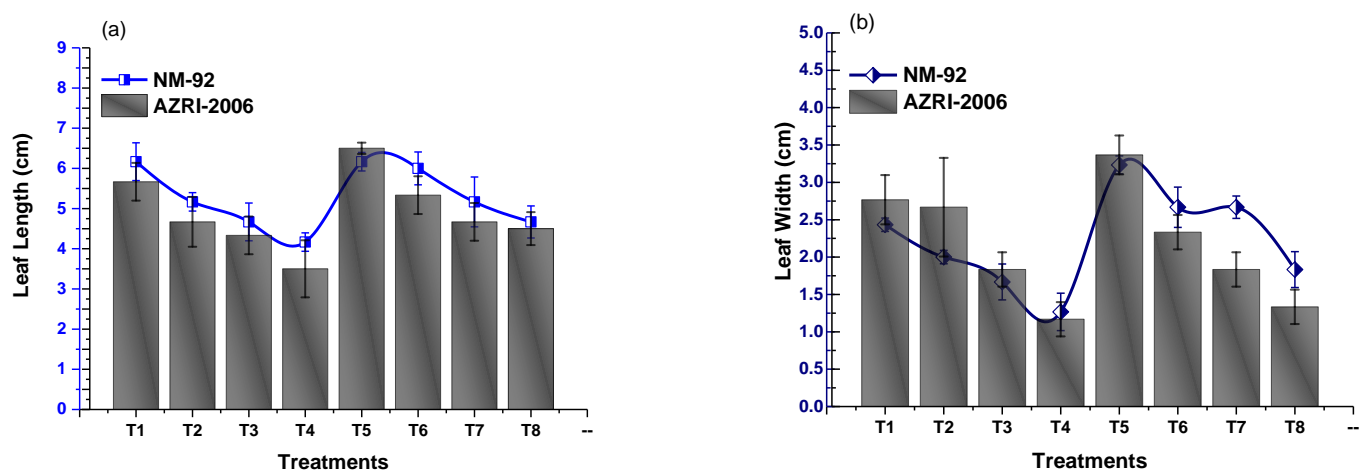 (a)
9
8
7
6
5
4
3
2
1
0
Leaf Length (cm)
NM-92
AZRI-2006
T1 T2 T3 T4 T5 T6 T7 T8 --
Treatments
(b)
5.0
4.5
4.0
3.5
3.0
2.5
2.0
1.5
1.0
0.5
0.0
Leaf Width (cm)
NM-92
AZRI-2006
T1 T2 T3 T4 T5 T6 T7 T8 --
Treatments